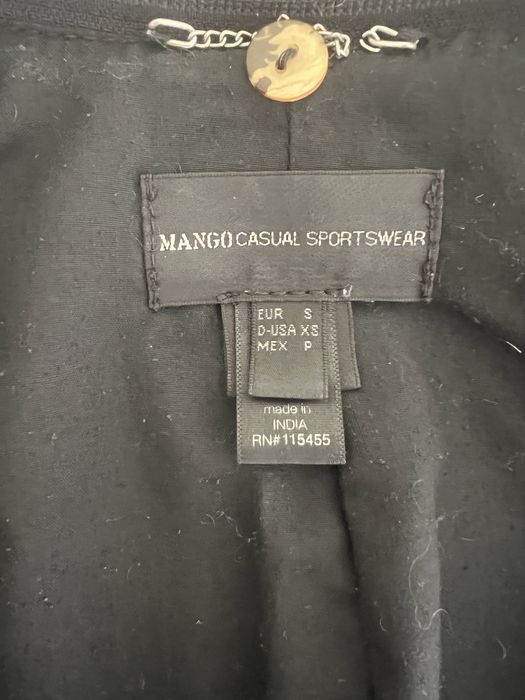 MANGO CASUAL SPORTSWEAR
EUR S
D-USA XS
MEX P
made in
INDIA
RN#115455